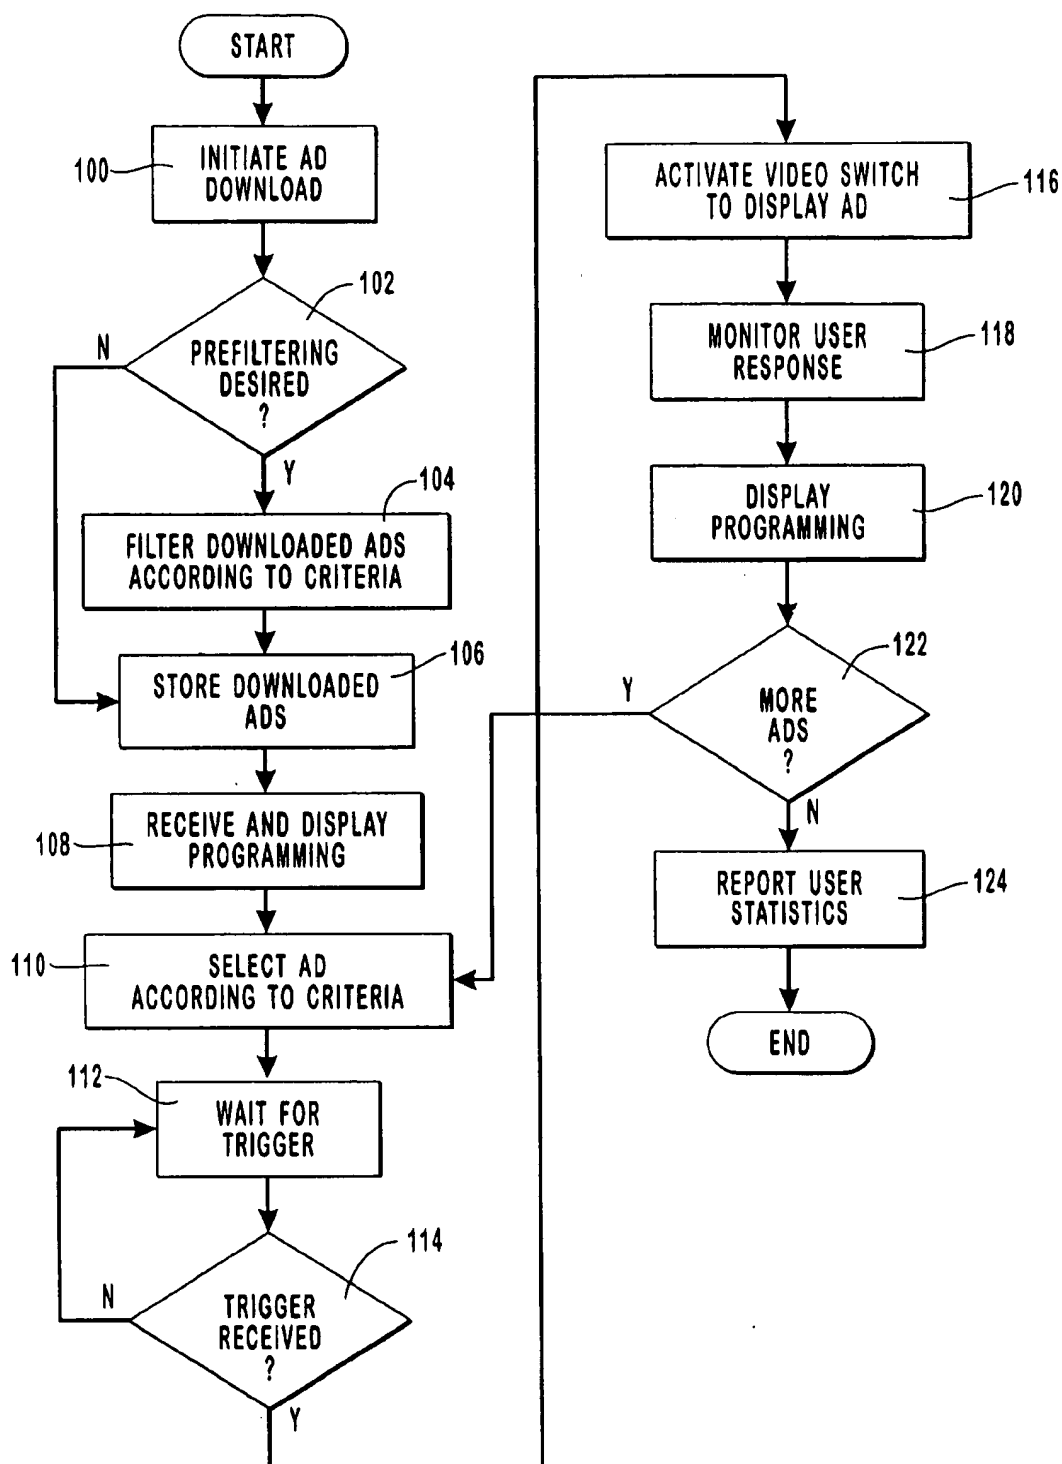 START
100
INITIATE AD
DOWNLOAD
102
N
PREFILTERING
DESIRED
?
Y
104
FILTER DOWNLOADED ADS
ACCORDING TO CRITERIA
106
STORE DOWNLOADED
ADS
108
RECEIVE AND DISPLAY
PROGRAMMING
110
SELECT AD
ACCORDING TO CRITERIA
112
WAIT FOR
TRIGGER
114
N
TRIGGER
RECEIVED
?
Y
ACTIVATE VIDEO SWITCH
TO DISPLAY AD
116
MONITOR USER
RESPONSE
118
DISPLAY
PROGRAMMING
120
122
Y
MORE
ADS
?
N
REPORT USER
STATISTICS
124
END